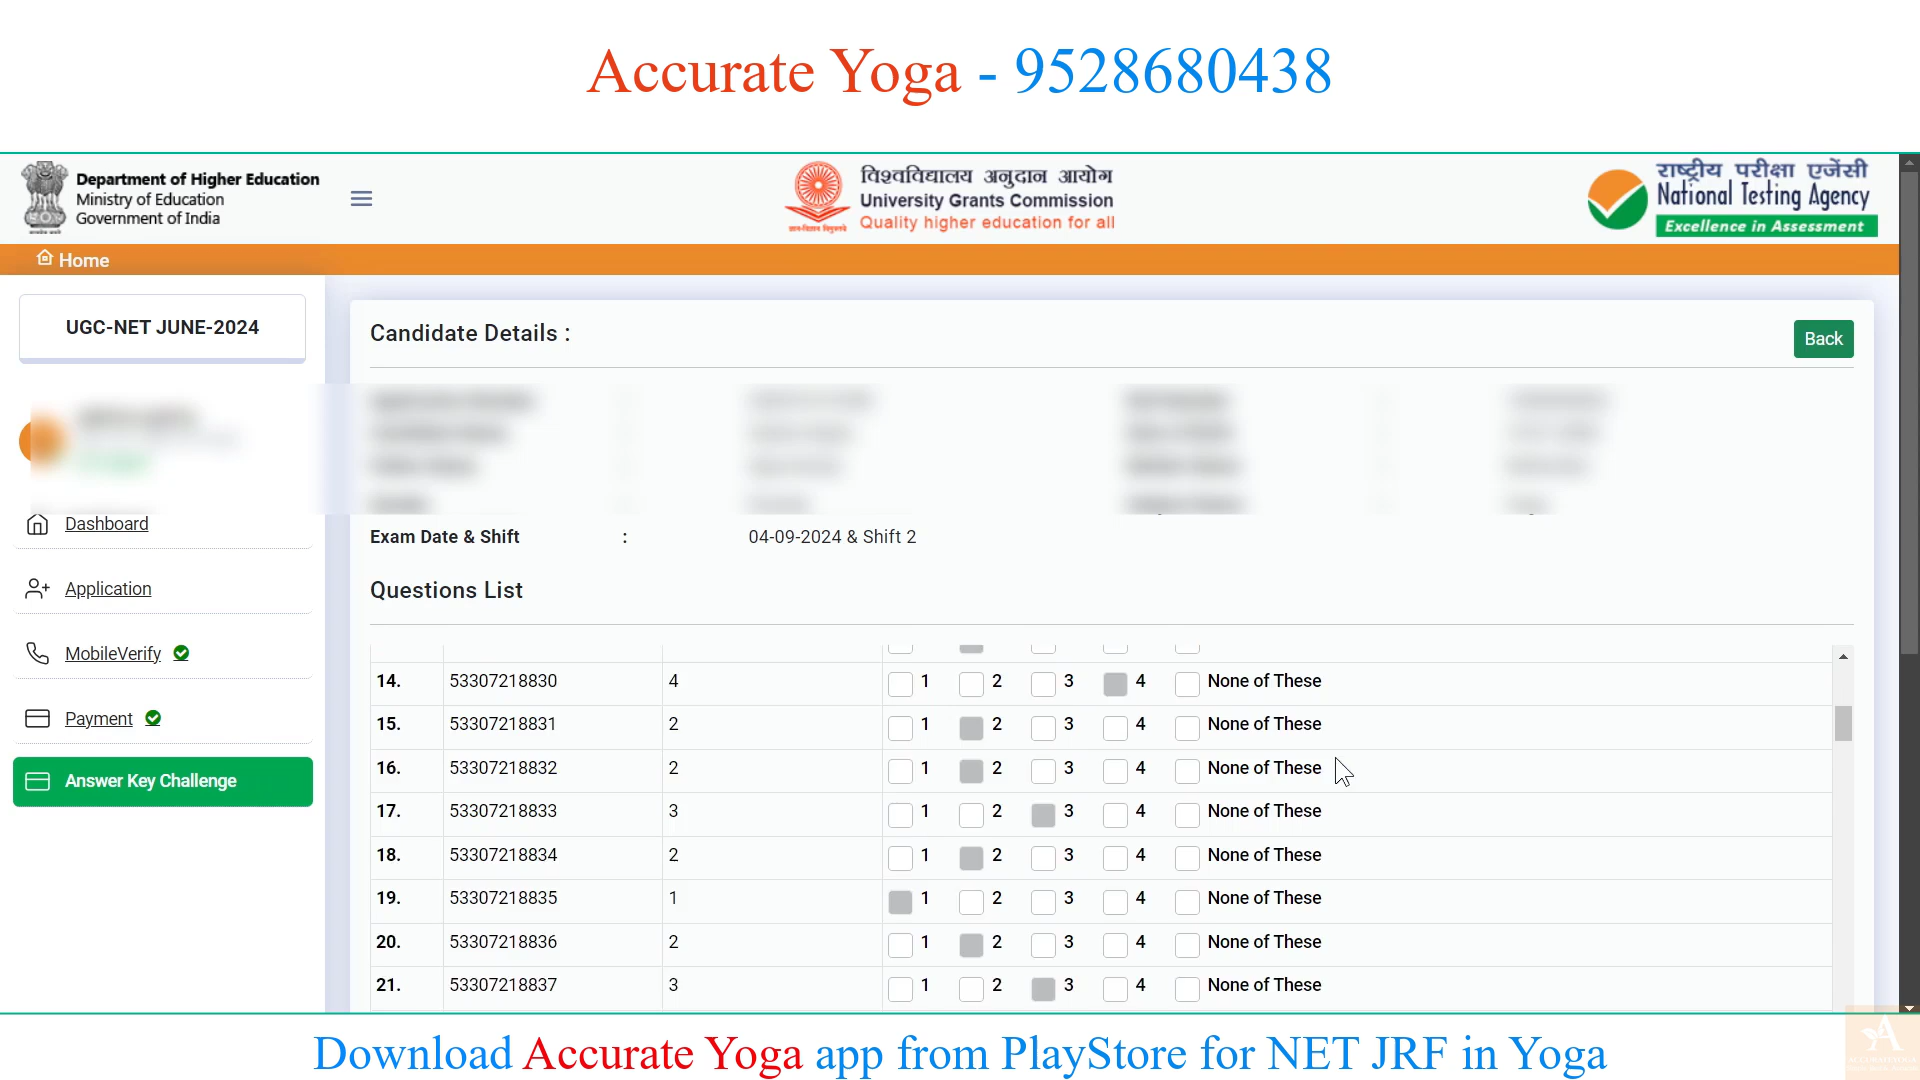 Accurate Yoga - 9528680438
Department of Higher Education
Ministry of Education
Government of India
विश्वविद्यालय अनुदान आयोग
University Grants Commission
Quality higher education for all
ज्ञान-विज्ञान विमुक्तये
राष्ट्रीय परीक्षा एजेंसी
National Testing Agency
Excellence in Assessment
Home
UGC-NET JUNE-2024
Dashboard
Application
MobileVerify
Payment
Answer Key Challenge
Candidate Details :
Back
Exam Date & Shift : 04-09-2024 & Shift 2
Questions List
14. 53307218830 4 1 2 3 4 None of These
15. 53307218831 2 1 2 3 4 None of These
16. 53307218832 2 1 2 3 4 None of These
17. 53307218833 3 1 2 3 4 None of These
18. 53307218834 2 1 2 3 4 None of These
19. 53307218835 1 1 2 3 4 None of These
20. 53307218836 2 1 2 3 4 None of These
21. 53307218837 3 1 2 3 4 None of These
Download Accurate Yoga app from PlayStore for NET JRF in Yoga